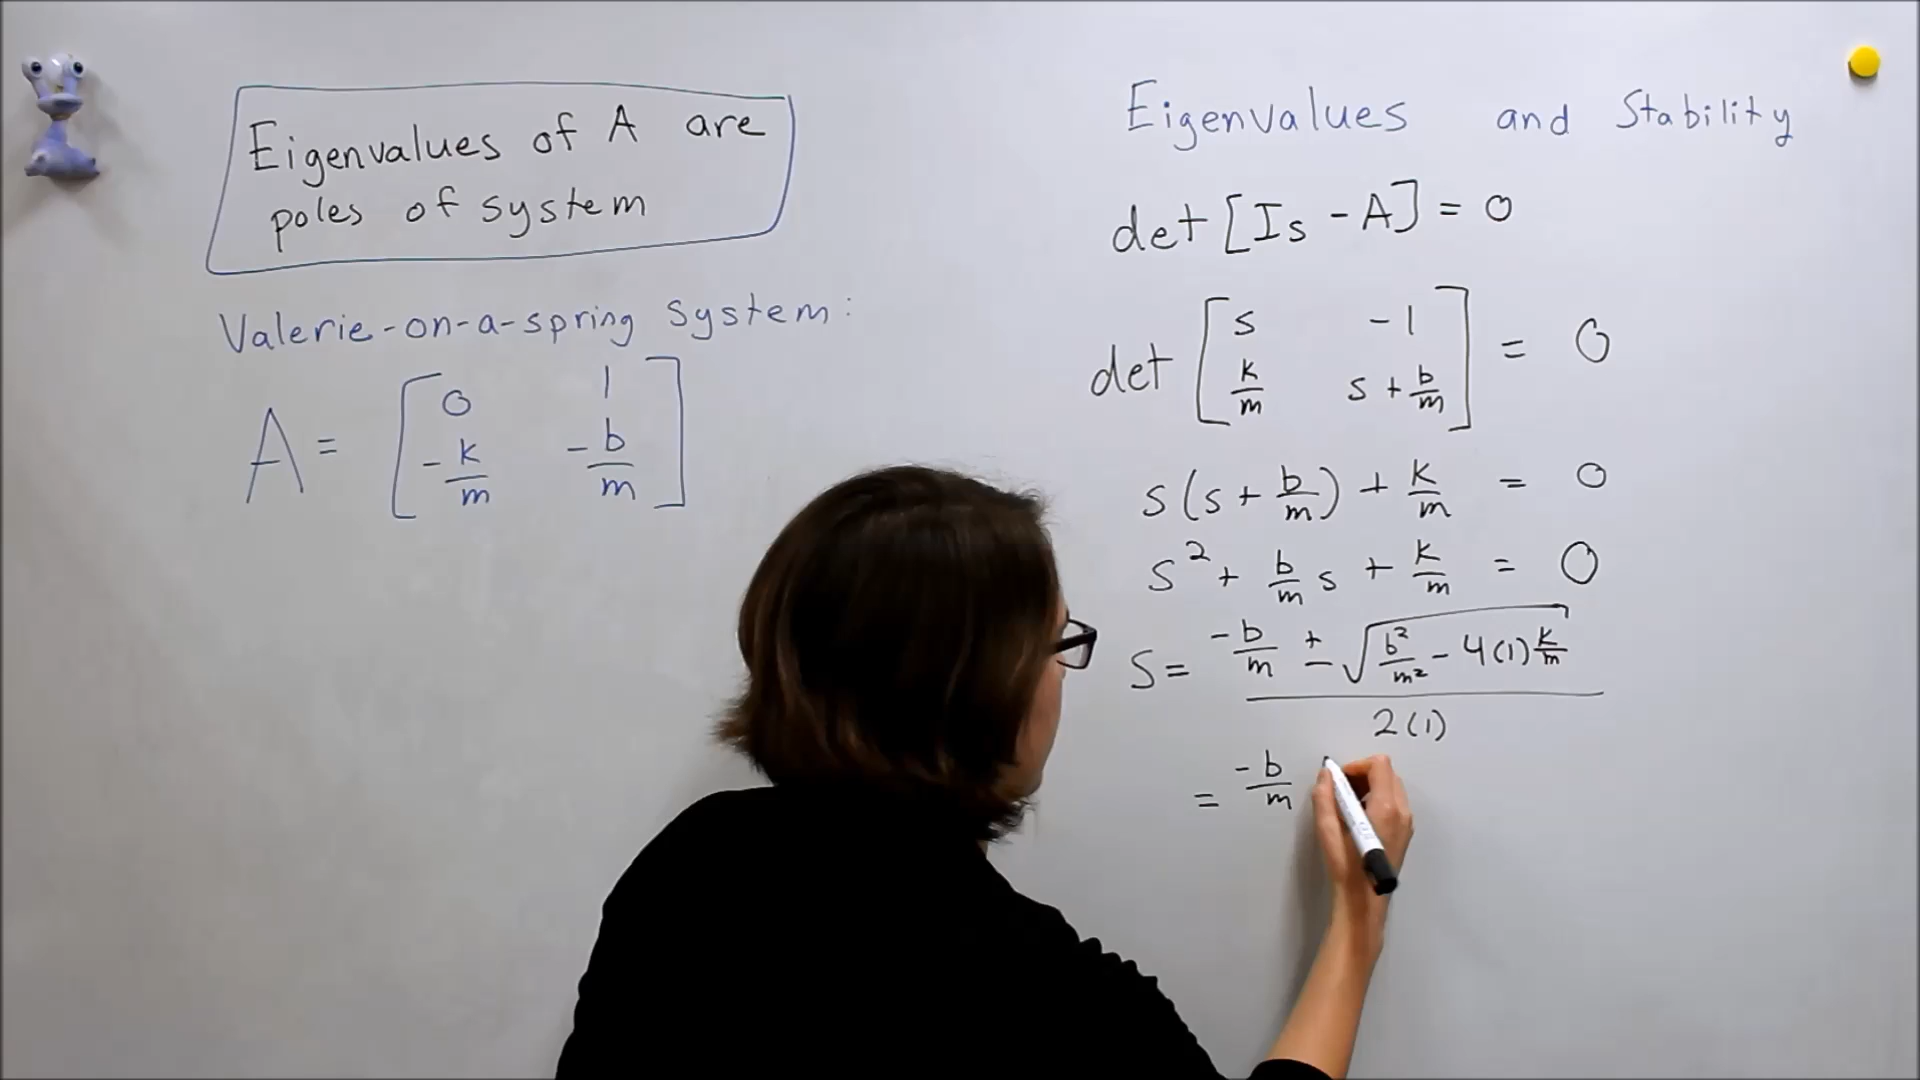 Eigenvalues of A are
poles of system
Valerie-on-a-spring system:
A = [0 1
-k/m -b/m]
Eigenvalues and Stability
det [Is - A] = 0
det [s -1
k/m s + b/m] = 0
s(s + b/m) + k/m = 0
s² + b/m s + k/m = 0
s = (-b/m ± √(b²/m² - 4(1)k/m)) / 2(1)
= -b/m